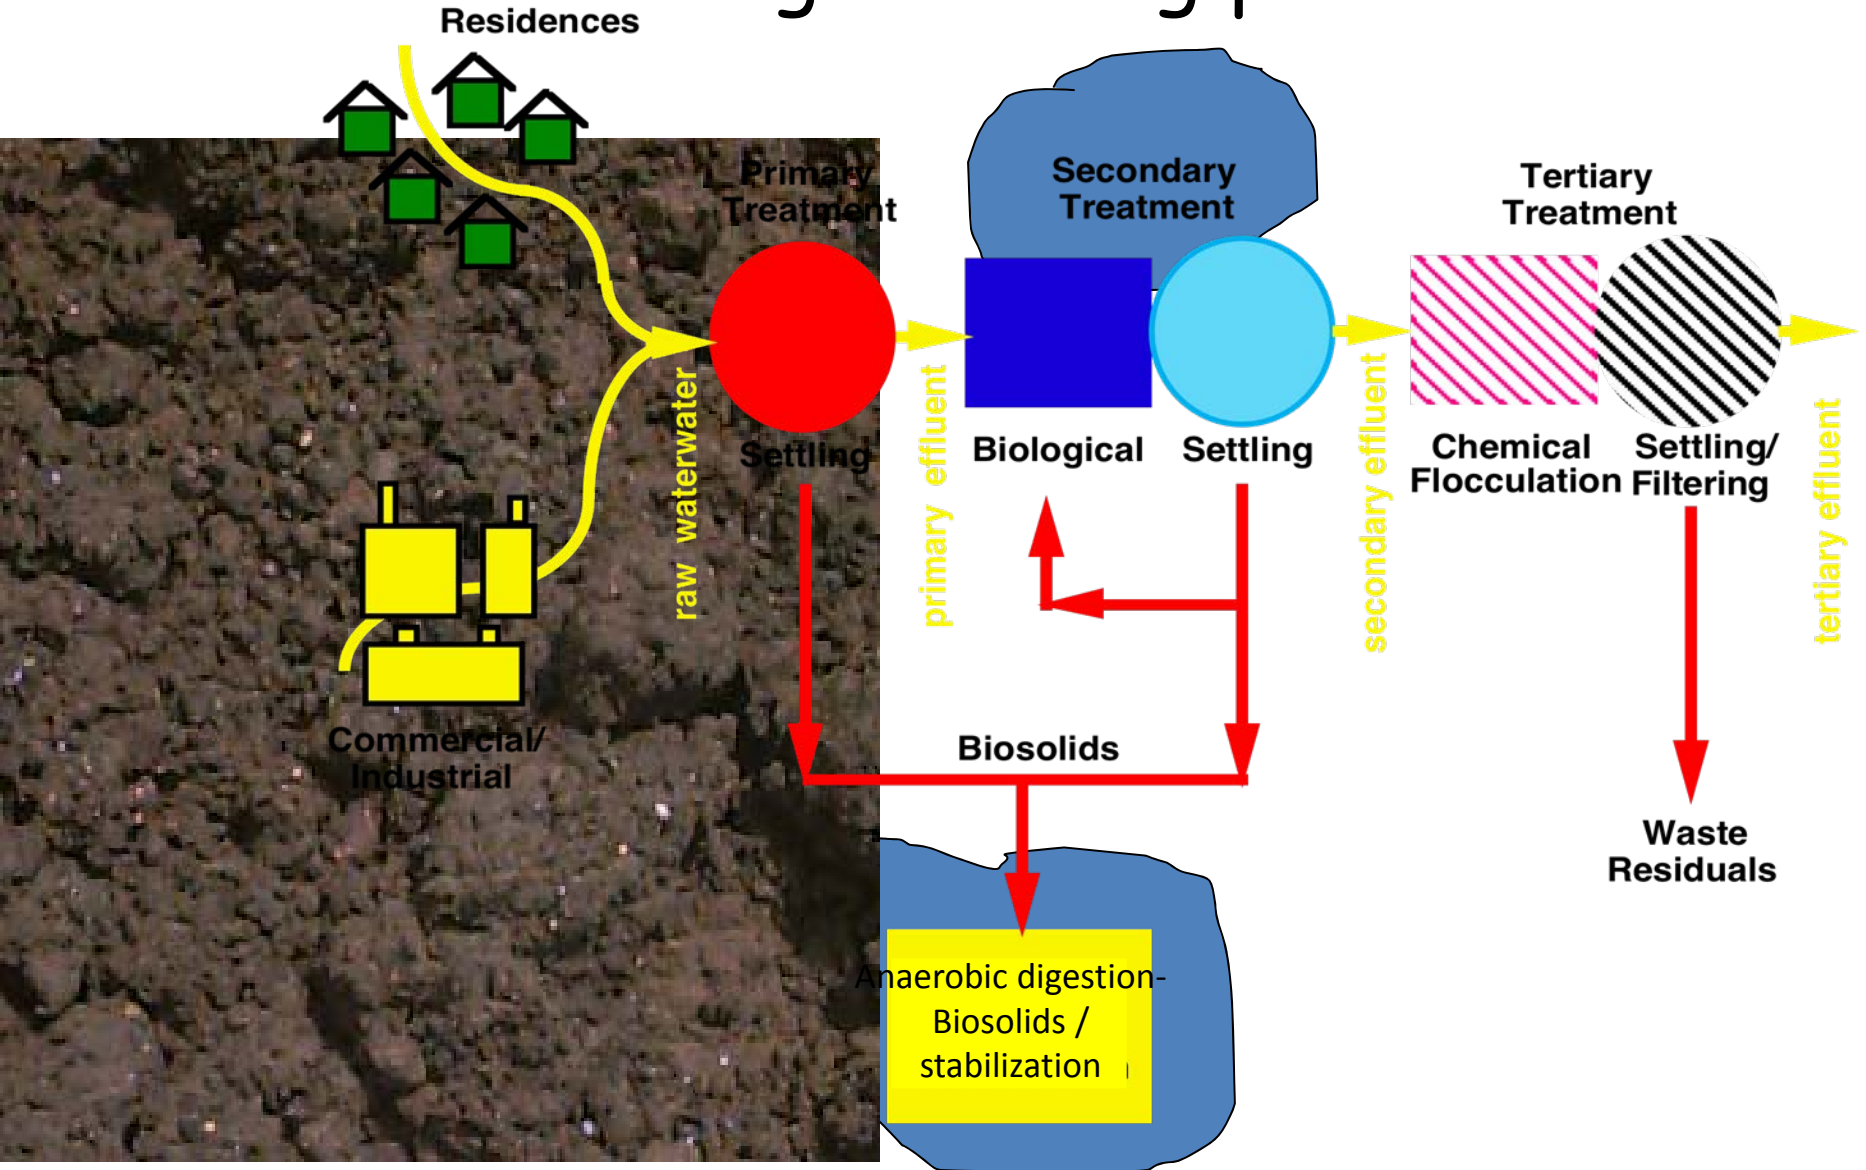 Residences
Primary
Treatment
Secondary
Treatment
Tertiary
Treatment
raw waterwater
Settling
primary effluent
Biological
Settling
secondary effluent
Chemical
Flocculation
Settling/
Filtering
tertiary effluent
Commercial/
Industrial
Biosolids
Waste
Residuals
Anaerobic digestion-
Biosolids /
stabilization